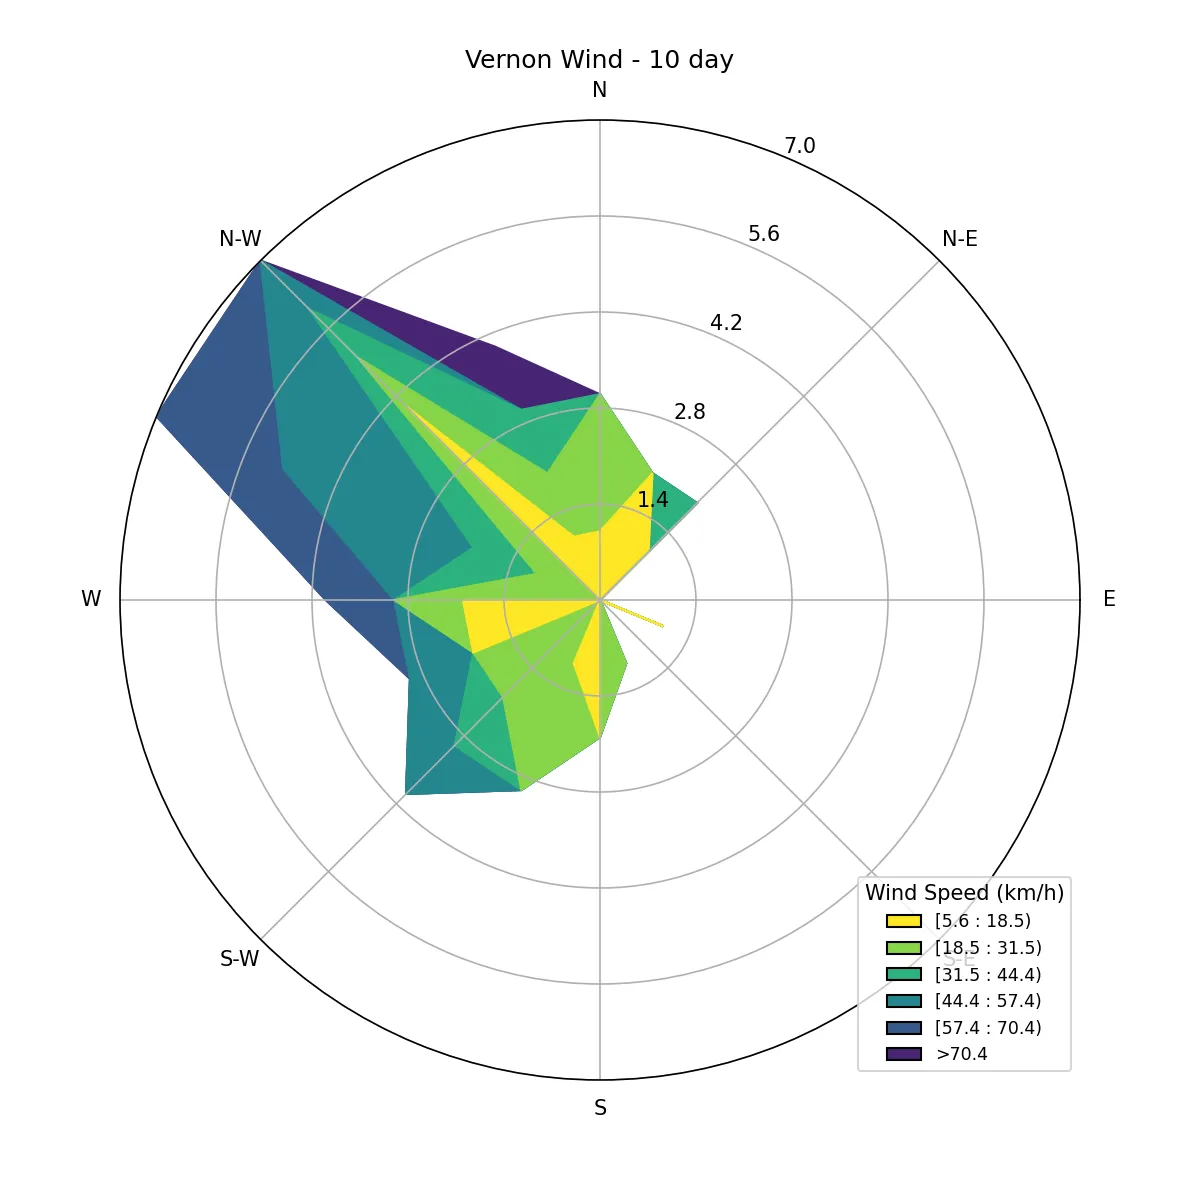 Vernon Wind - 10 day
N
7.0
N-W
5.6
N-E
4.2
2.8
1.4
W
E
S-W
S-E
S
Wind Speed (km/h)
[5.6 : 18.5)
[18.5 : 31.5)
[31.5 : 44.4)
[44.4 : 57.4)
[57.4 : 70.4)
>70.4